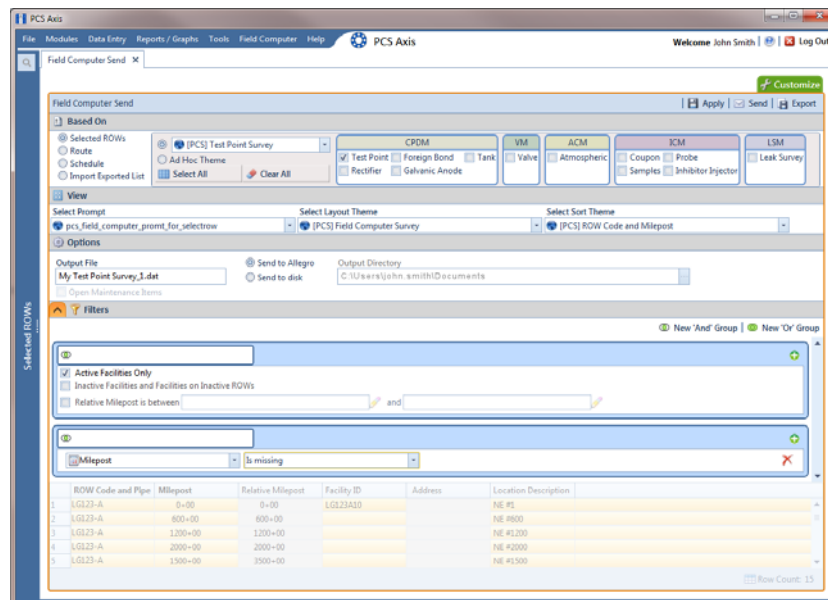 PCS Axis
File Modules Data Entry Reports / Graphs Tools Field Computer Help PCS Axis Welcome John Smith | | Log Out
Field Computer Send
Customize
Field Computer Send | Apply | Send | Export
Based On
Selected ROWs
Route
Schedule
Import Exported List
[PCS] Test Point Survey
Ad Hoc Theme
Select All Clear All
CPDM
Test Point Foreign Bond Tank
Rectifier Galvanic Anode
VM
Valve
ACM
Atmospheric
ICM
Coupon Probe
Samples Inhibitor Injector
LSM
Leak Survey
View
Select Prompt Select Layout Theme Select Sort Theme
pcs_field_computer_promt_for_selectrow [PCS] Field Computer Survey [PCS] ROW Code and Milepost
Options
Output File Send to Allegro Output Directory
My Test Point Survey_1.dat Send to disk C:\Users\john.smith\Documents
Open Maintenance Items
Selected ROWs
Filters
New 'And' Group | New 'Or' Group
Active Facilities Only
Inactive Facilities and Facilities on Inactive ROWs
Relative Milepost is between and
Milepost Is missing
ROW Code and Pipe Milepost Relative Milepost Facility ID Address Location Description
1 LG123-A 0+00 0+00 LG123A10 NE #1
2 LG123-A 600+00 600+00 NE #600
3 LG123-A 1200+00 1200+00 NE #1200
4 LG123-A 2000+00 2000+00 NE #2000
5 LG123-A 1500+00 3500+00 NE #1500
Row Count: 15